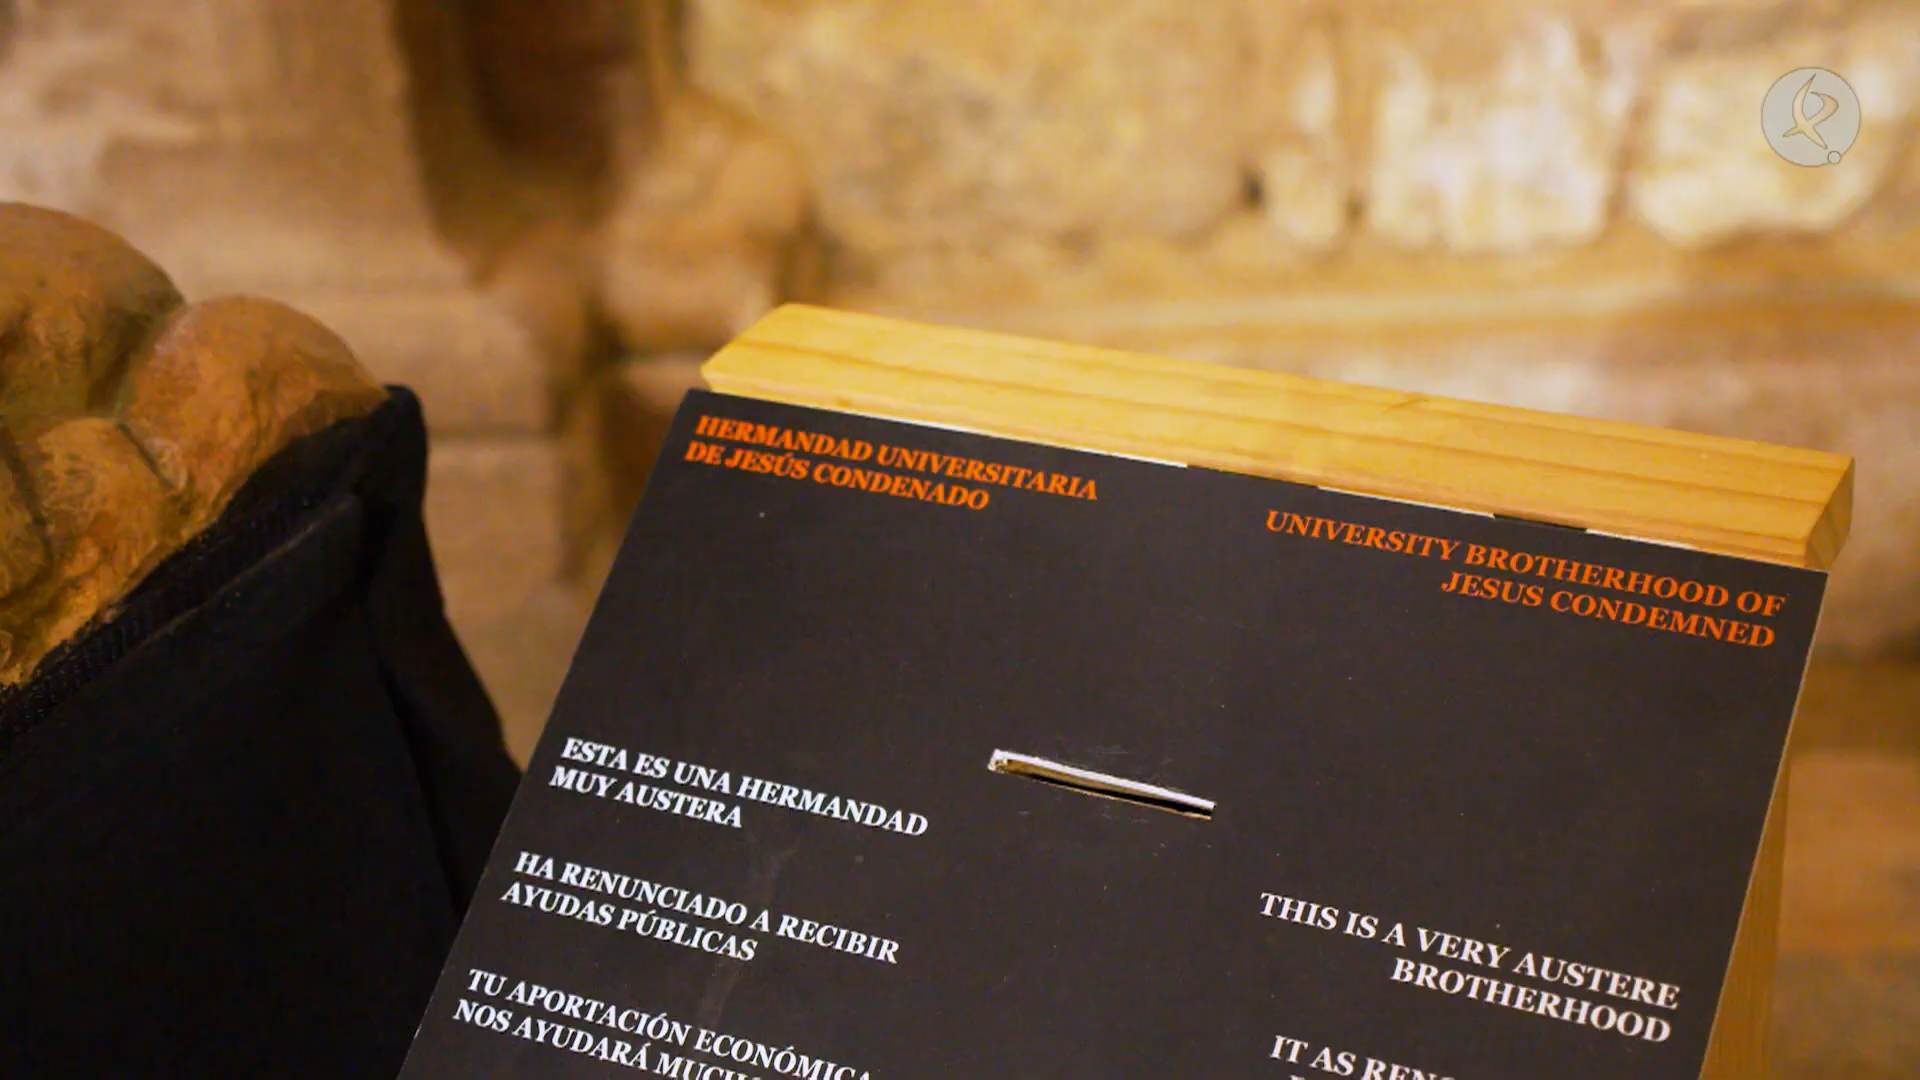 HERMANDAD UNIVERSITARIA
DE JESÚS CONDENADO
UNIVERSITY BROTHERHOOD OF
JESUS CONDEMNED
ESTA ES UNA HERMANDAD
MUY AUSTERA
HA RENUNCIADO A RECIBIR
AYUDAS PÚBLICAS
TU APORTACIÓN ECONÓMICA
NOS AYUDARÁ
THIS IS A VERY AUSTERE
BROTHERHOOD
IT AS